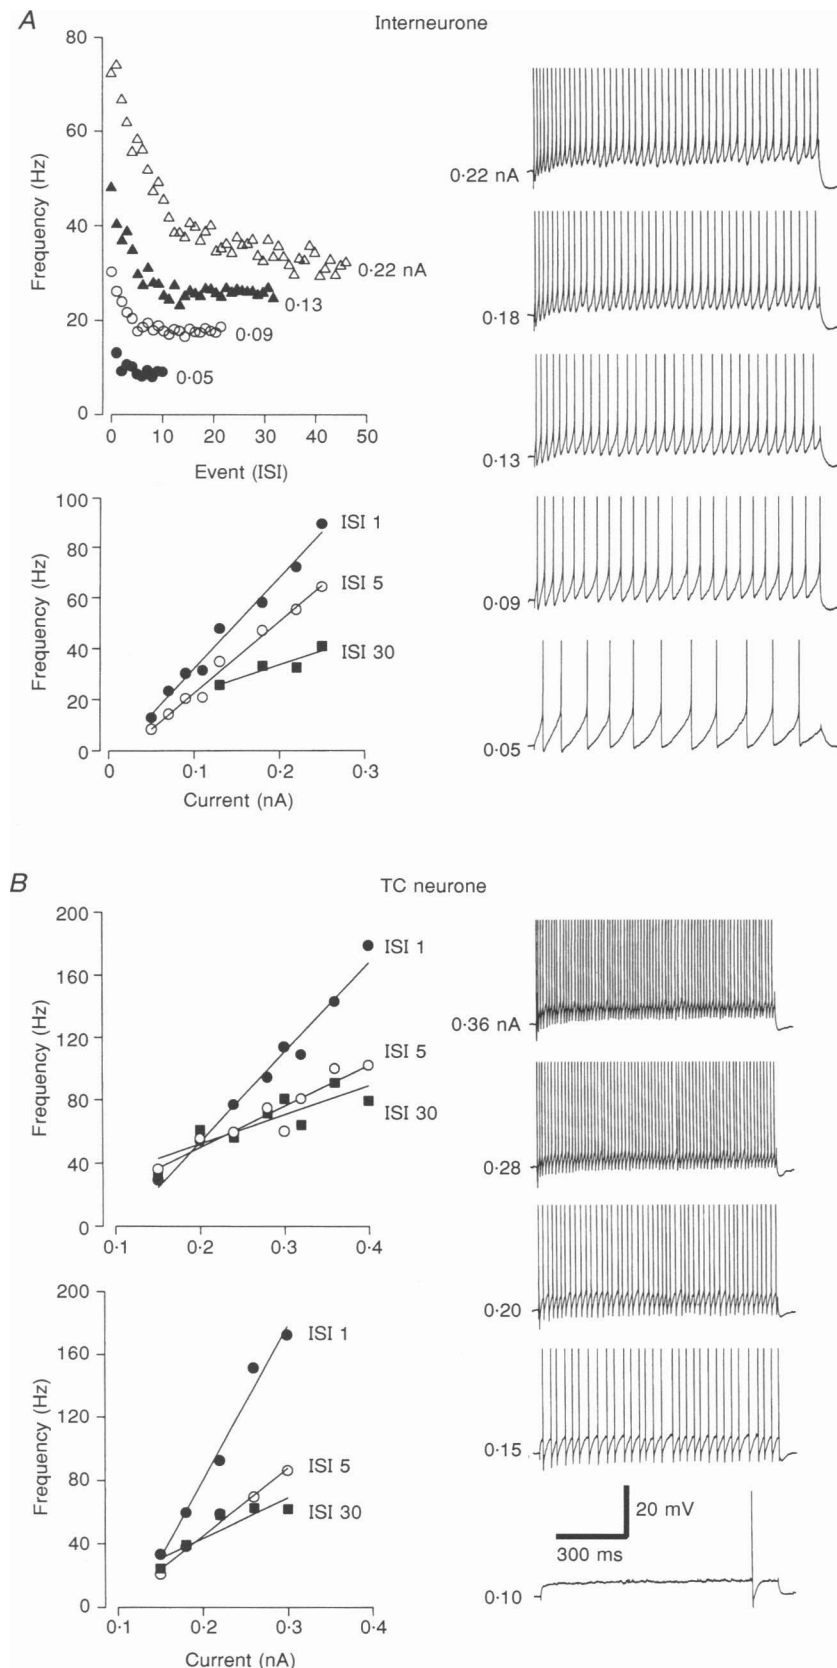 A
Interneurone
80
60
40
20
0
Frequency (Hz)
0·22 nA
0·13
0·09
0·05
0 10 20 30 40 50
Event (ISI)
100
80
60
40
20
0
Frequency (Hz)
ISI 1
ISI 5
ISI 30
0 0·1 0·2 0·3
Current (nA)
0·22 nA
0·18
0·13
0·09
0·05
B
TC neurone
200
160
120
80
40
0
Frequency (Hz)
ISI 1
ISI 5
ISI 30
0·1 0·2 0·3 0·4
200
160
120
80
40
0
Frequency (Hz)
ISI 1
ISI 5
ISI 30
0·1 0·2 0·3 0·4
Current (nA)
0·36 nA
0·28
0·20
0·15
20 mV
300 ms
0·10